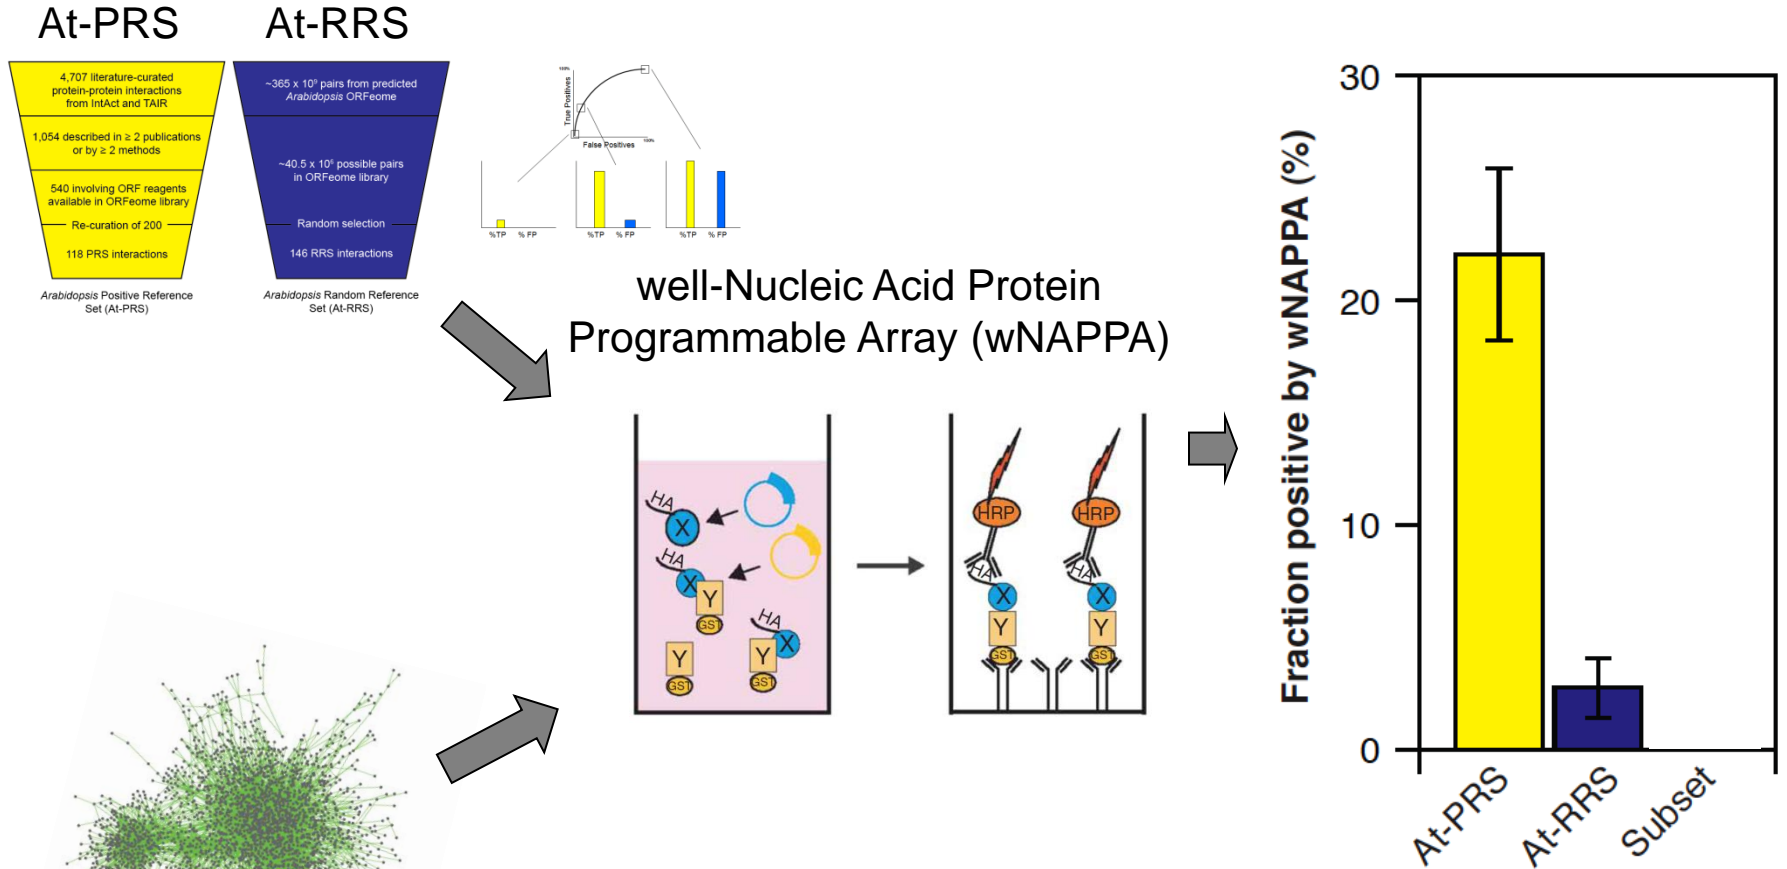 At-PRS
At-RRS
4,707 literature-curated
protein-protein interactions
from IntAct and TAIR
1,054 described in ≥ 2 publications
or by ≥ 2 methods
540 involving ORF reagents
available in ORFeome library
Re-curation of 200
118 PRS interactions
Arabidopsis Positive Reference
Set (At-PRS)
~365 x 10⁹ pairs from predicted
Arabidopsis ORFeome
~40.5 x 10⁶ possible pairs
in ORFeome library
Random selection
146 RRS interactions
Arabidopsis Random Reference
Set (At-RRS)
100%
True Positives
False Positives
100%
%TP % FP
%TP % FP
%TP % FP
well-Nucleic Acid Protein
Programmable Array (wNAPPA)
HA
X
HA
X
Y
GST
HA
X
Y
GST
Y
GST
HRP
HRP
HA
HA
X
X
Y
Y
GST
GST
Fraction positive by wNAPPA (%)
30
20
10
0
At-PRS
At-RRS
Subset